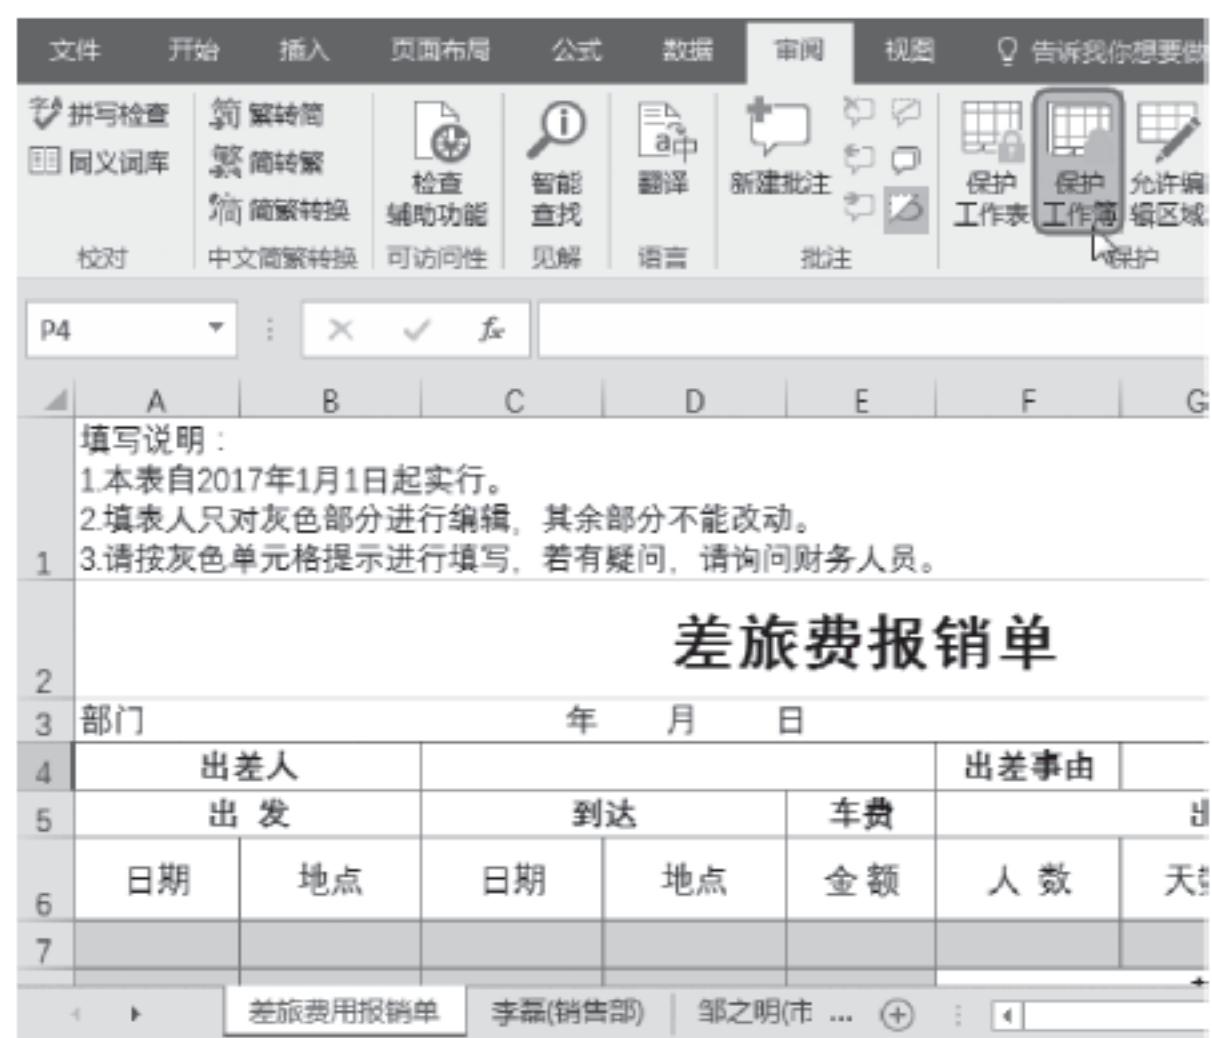 文件 开始 插入 页面布局 公式 数据 审阅 视图 告诉我你想要做
拼写检查 繁转简
同义词库 简转繁
简繁转换
检查辅助功能 智能查找 翻译 新建批注 保护工作表 保护工作簿 允许编辑区域
校对 中文简繁转换 可访问性 见解 语言 批注 保护
P4 fx
A B C D E F G
填写说明：
1.本表自2017年1月1日起实行。
2.填表人只对灰色部分进行编辑，其余部分不能改动。
1 3.请按灰色单元格提示进行填写，若有疑问，请询问财务人员。
2 差旅费报销单
3 部门 年 月 日
4 出差人 出差事由
5 出 发 到达 车费
6 日期 地点 日期 地点 金额 人 数 天
7
差旅费用报销单 李磊(销售部) 邹之明(市 ...